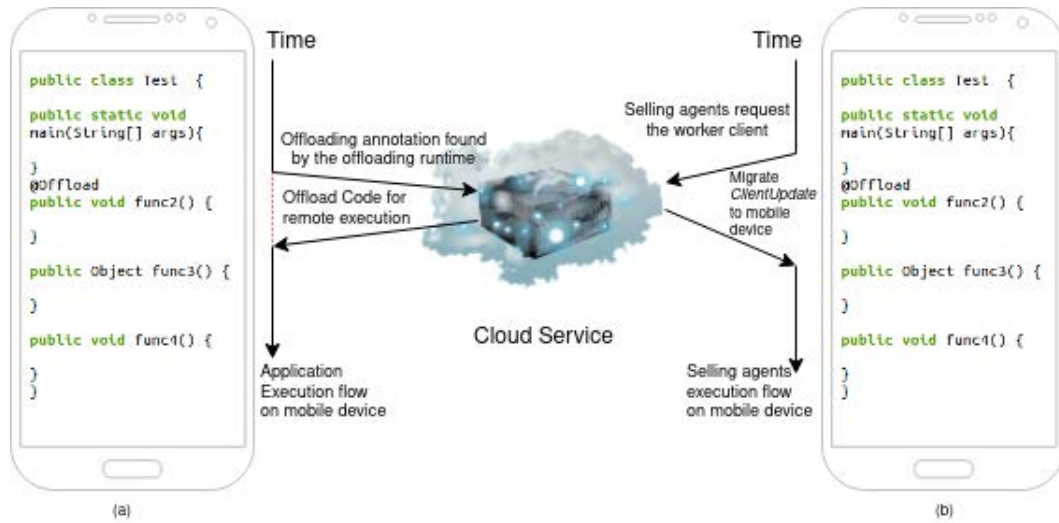 public class Test {
public static void
main(String[] args){
}
@Offload
public void func2() {
}
public Object func3() {
}
public void func4() {
}
}
(a)
Time
Offloading annotation found
by the offloading runtime
Offload Code for
remote execution
Application
Execution flow
on mobile device
Cloud Service
Time
Selling agents request
the worker client
Migrate
ClientUpdate
to mobile
device
Selling agents
execution flow
on mobile device
public class Test {
public static void
main(String[] args){
}
@Offload
public void func2() {
}
public Object func3() {
}
public void func4() {
}
}
(b)